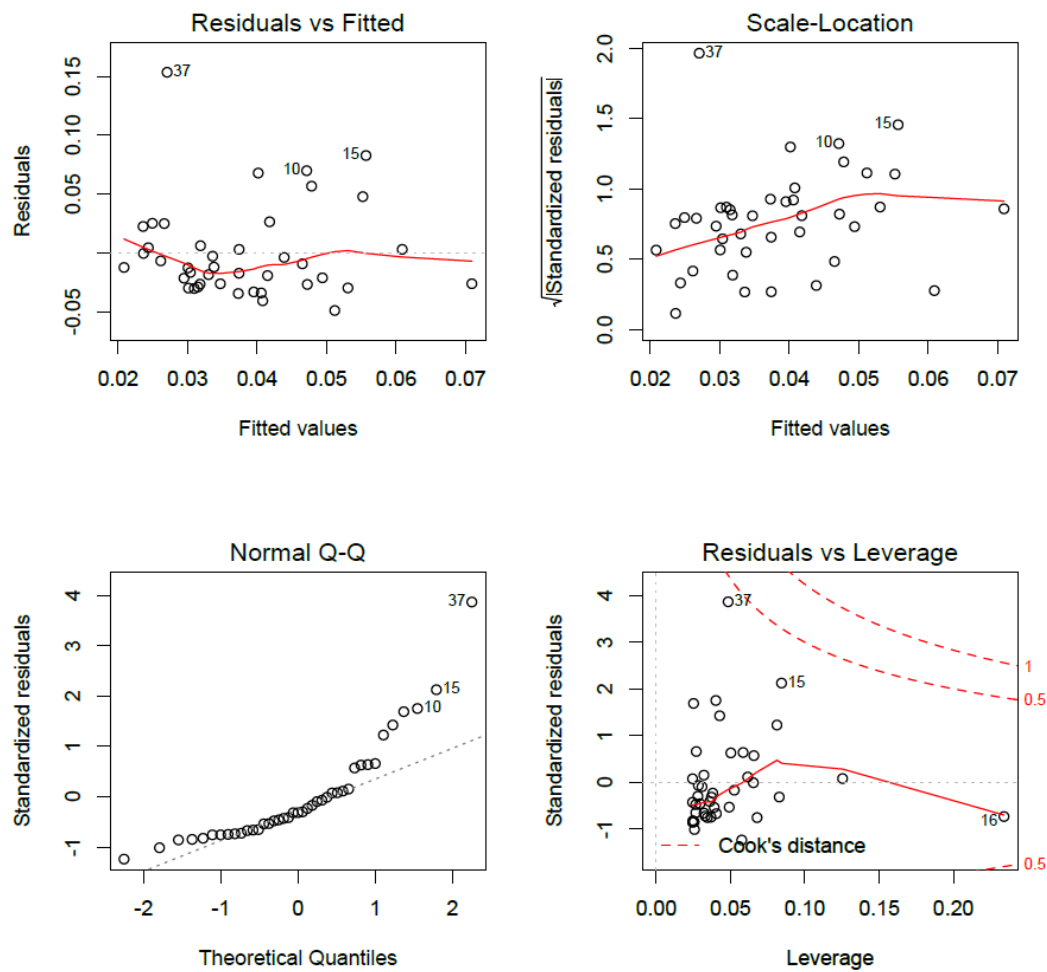 Residuals vs Fitted
Residuals
0.15
0.10
0.05
-0.05
37
10
15
0.02 0.03 0.04 0.05 0.06 0.07
Fitted values
Scale-Location
√|Standardized residuals|
2.0
1.5
1.0
0.5
0.0
37
10
15
0.02 0.03 0.04 0.05 0.06 0.07
Fitted values
Normal Q-Q
Standardized residuals
4
3
2
1
0
-1
37
15
10
-2 -1 0 1 2
Theoretical Quantiles
Residuals vs Leverage
Standardized residuals
4
3
2
1
0
-1
37
15
16
1
0.5
0.5
Cook's distance
0.00 0.05 0.10 0.15 0.20
Leverage